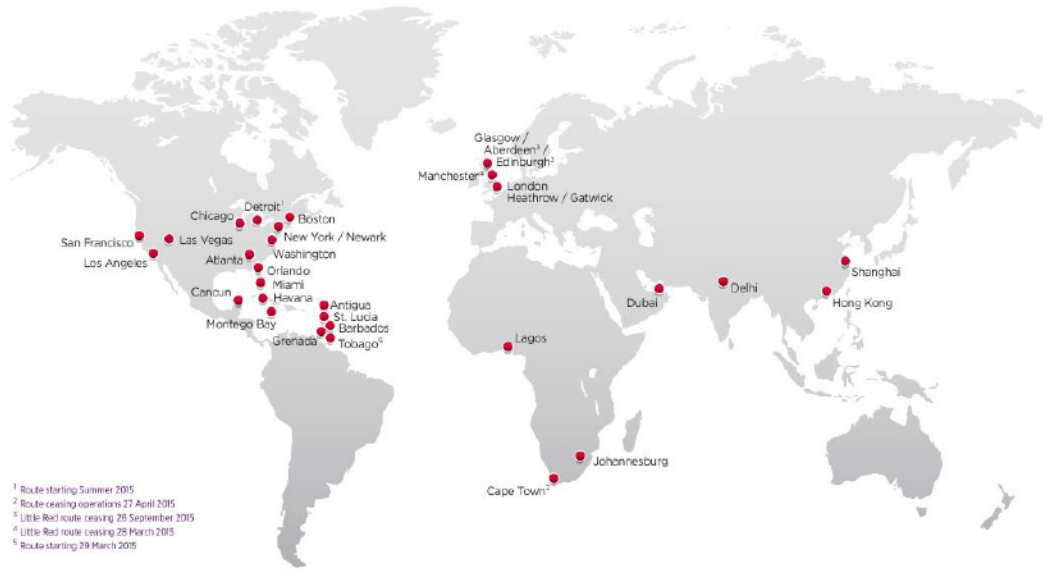 Glasgow /
Aberdeen³ /
Edinburgh³
Manchester⁴
London
Heathrow / Gatwick
Detroit¹
Chicago
Boston
San Francisco
Las Vegas
New York / Newark
Los Angeles
Atlanta
Washington
Orlando
Miami
Cancun
Havana
Antigua
Montego Bay
St. Lucia
Barbados
Grenada
Tobago⁵
Shanghai
Dubai
Delhi
Hong Kong
Lagos
Johannesburg
Cape Town²
¹ Route starting Summer 2015
² Route ceasing operations 27 April 2015
³ Little Red route ceasing 26 September 2015
⁴ Little Red route ceasing 28 March 2015
⁵ Route starting 29 March 2015